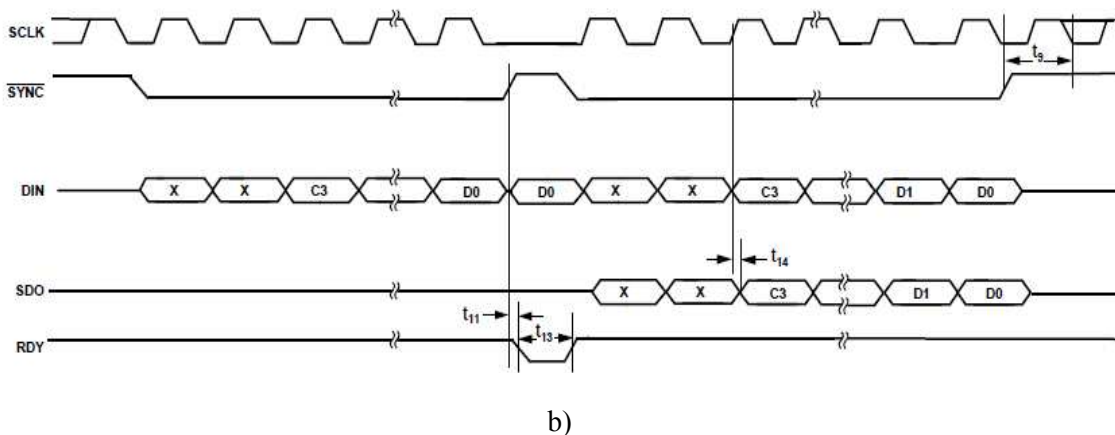 SCLK
t9
SYNC
DIN X X C3 D0 D0 X X C3 D1 D0
t14
SDO X X C3 D1 D0
t11 t13
RDY
b)